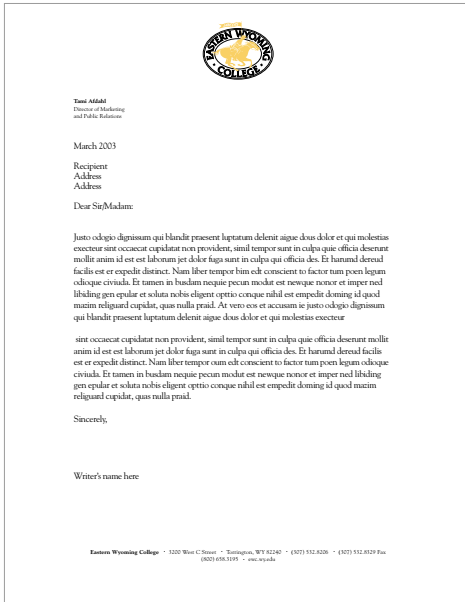 EASTERN WYOMING
COLLEGE
Tami Afdahl
Director of Marketing
and Public Relations
March 2003
Recipient
Address
Address
Dear Sir/Madam:
Justo odogio dignissum qui blandit praesent luptatum delenit aigue dous dolor et qui molestias
execteur sint occaecat cupidatat non provident, simil tempor sunt in culpa quie officia deserunt
mollit anim id est est laborum jet dolor fuga sunt in culpa qui officia des. Et harumd dereud
facilis est er expedit distinct. Nam liber tempor bim edt conscient to factor tum poen legum
odioque civiuda. Et tamen in busdam nequie pecun modut est newque nonor et imper ned
libiding gen epular et soluta nobis eligent opttio conque nihil est empedit doming id quod
mazim religuard cupidat, quas nulla praid. At vero eos et accusam ie justo odogio dignissum
qui blandit praesent luptatum delenit aigue dous dolor et qui molestias execteur
sint occaecat cupidatat non provident, simil tempor sunt in culpa quie officia deserunt mollit
anim id est est laborum jet dolor fuga sunt in culpa qui officia des. Et harumd dereud facilis
est er expedit distinct. Nam liber tempor oum edt conscient to factor tum poen legum odioque
civiuda. Et tamen in busdam nequie pecun modut est newque nonor et imper ned libiding
gen epular et soluta nobis eligent opttio conque nihil est empedit doming id quod mazim
religuard cupidat, quas nulla praid.
Sincerely,
Writer's name here
Eastern Wyoming College • 3200 West C Street • Torrington, WY 82240 • (307) 532.8206 • (307) 532.8329 Fax
(800) 658.3195 • ewc.wy.edu